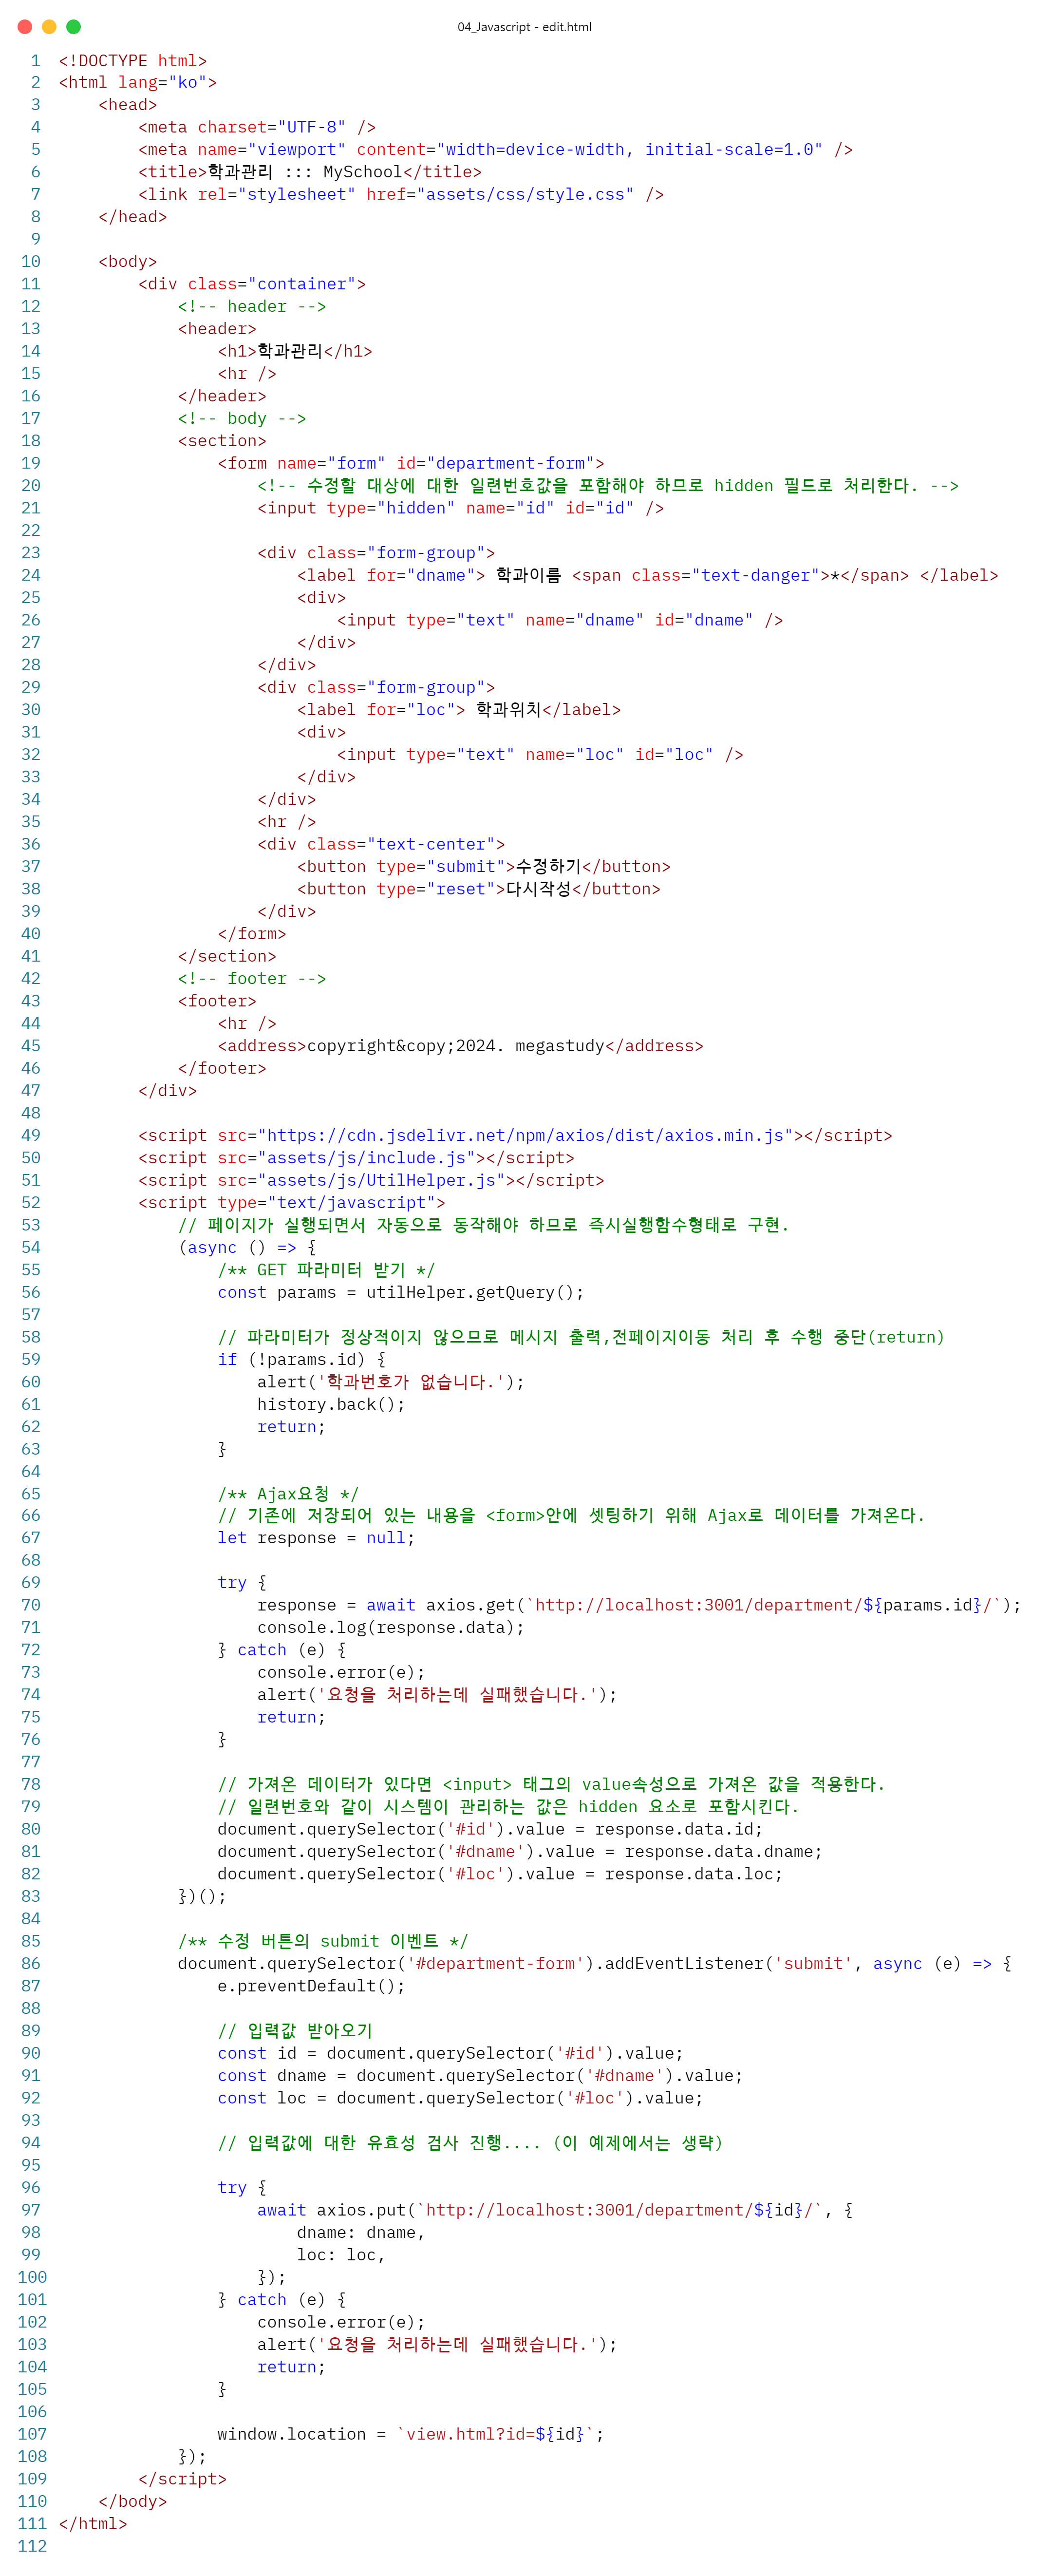 04_Javascript - edit.html
1 <!DOCTYPE html>
2 <html lang="ko">
3     <head>
4         <meta charset="UTF-8" />
5         <meta name="viewport" content="width=device-width, initial-scale=1.0" />
6         <title>학과관리 ::: MySchool</title>
7         <link rel="stylesheet" href="assets/css/style.css" />
8     </head>
9
10     <body>
11         <div class="container">
12             <!-- header -->
13             <header>
14                 <h1>학과관리</h1>
15                 <hr />
16             </header>
17             <!-- body -->
18             <section>
19                 <form name="form" id="department-form">
20                     <!-- 수정할 대상에 대한 일련번호값을 포함해야 하므로 hidden 필드로 처리한다. -->
21                     <input type="hidden" name="id" id="id" />
22
23                     <div class="form-group">
24                         <label for="dname"> 학과이름 <span class="text-danger">*</span> </label>
25                         <div>
26                             <input type="text" name="dname" id="dname" />
27                         </div>
28                     </div>
29                     <div class="form-group">
30                         <label for="loc"> 학과위치</label>
31                         <div>
32                             <input type="text" name="loc" id="loc" />
33                         </div>
34                     </div>
35                     <hr />
36                     <div class="text-center">
37                         <button type="submit">수정하기</button>
38                         <button type="reset">다시작성</button>
39                     </div>
40                 </form>
41             </section>
42             <!-- footer -->
43             <footer>
44                 <hr />
45                 <address>copyright&copy;2024. megastudy</address>
46             </footer>
47         </div>
48
49         <script src="https://cdn.jsdelivr.net/npm/axios/dist/axios.min.js"></script>
50         <script src="assets/js/include.js"></script>
51         <script src="assets/js/UtilHelper.js"></script>
52         <script type="text/javascript">
53             // 페이지가 실행되면서 자동으로 동작해야 하므로 즉시실행함수형태로 구현.
54             (async () => {
55                 /** GET 파라미터 받기 */
56                 const params = utilHelper.getQuery();
57
58                 // 파라미터가 정상적이지 않으므로 메시지 출력,전페이지이동 처리 후 수행 중단(return)
59                 if (!params.id) {
60                     alert('학과번호가 없습니다.');
61                     history.back();
62                     return;
63                 }
64
65                 /** Ajax요청 */
66                 // 기존에 저장되어 있는 내용을 <form>안에 셋팅하기 위해 Ajax로 데이터를 가져온다.
67                 let response = null;
68
69                 try {
70                     response = await axios.get(`http://localhost:3001/department/${params.id}/`);
71                     console.log(response.data);
72                 } catch (e) {
73                     console.error(e);
74                     alert('요청을 처리하는데 실패했습니다.');
75                     return;
76                 }
77
78                 // 가져온 데이터가 있다면 <input> 태그의 value속성으로 가져온 값을 적용한다.
79                 // 일련번호와 같이 시스템이 관리하는 값은 hidden 요소로 포함시킨다.
80                 document.querySelector('#id').value = response.data.id;
81                 document.querySelector('#dname').value = response.data.dname;
82                 document.querySelector('#loc').value = response.data.loc;
83             })();
84
85             /** 수정 버튼의 submit 이벤트 */
86             document.querySelector('#department-form').addEventListener('submit', async (e) => {
87                 e.preventDefault();
88
89                 // 입력값 받아오기
90                 const id = document.querySelector('#id').value;
91                 const dname = document.querySelector('#dname').value;
92                 const loc = document.querySelector('#loc').value;
93
94                 // 입력값에 대한 유효성 검사 진행.... (이 예제에서는 생략)
95
96                 try {
97                     await axios.put(`http://localhost:3001/department/${id}/`, {
98                         dname: dname,
99                         loc: loc,
100                     });
101                 } catch (e) {
102                     console.error(e);
103                     alert('요청을 처리하는데 실패했습니다.');
104                     return;
105                 }
106
107                 window.location = `view.html?id=${id}`;
108             });
109         </script>
110     </body>
111 </html>
112